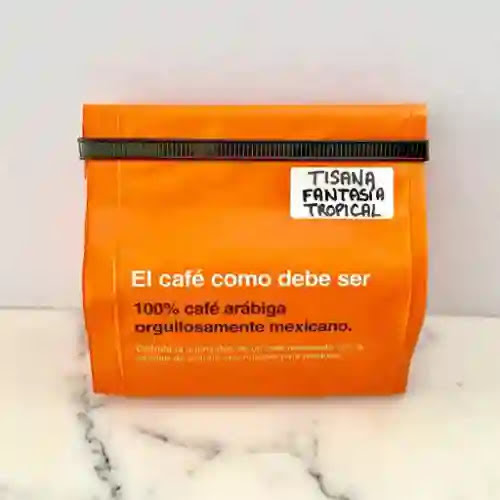 TISANA
FANTASIA
TROPICAL
El café como debe ser
100% café arábiga
orgullosamente mexicano.